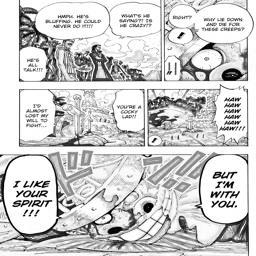 RIGHT?
WHY LIE DOWN
AND DIE FOR
THESE CREEPS?
WHAT'S HE
SAYING?! IS
HE CRAZY??
HMPH. HE'S
BLUFFING. HE
COULD NEVER
DO IT!!!
HE'S
ALL
TALK!!!
HAW
HAW
HAW
HAW
HAW!!!
YOU'RE A
COCKY
LAD!!
I'D
ALMOST
LOST MY
WILL TO
FIGHT...
BUT
I'M
WITH
YOU.
I LIKE
YOUR
SPIRIT
!!!